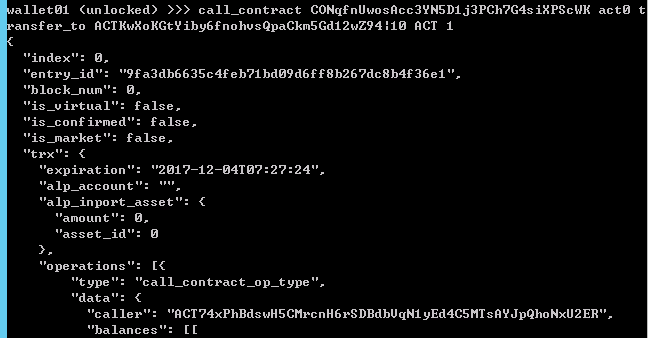 wallet01 (unlocked) >>> call_contract CONqfnUwosAcc3YN5D1j3PCh7G4siXPScWK act0 t
ransfer_to ACTKwXoKGtYiby6fnohvsQpaCkm5Gd12wZ94|10 ACT 1
{
"index": 0,
"entry_id": "9fa3db6635c4feb71bd09d6ff8b267dc8b4f36e1",
"block_num": 0,
"is_virtual": false,
"is_confirmed": false,
"is_market": false,
"trx": {
"expiration": "2017-12-04T07:27:24",
"alp_account": "",
"alp_inport_asset": {
"amount": 0,
"asset_id": 0
},
"operations": [{
"type": "call_contract_op_type",
"data": {
"caller": "ACT74xPhBdswH5CMrcnH6rSDBdbVqN1yEd4C5MTsAYJpQhoNxU2ER",
"balances": [[